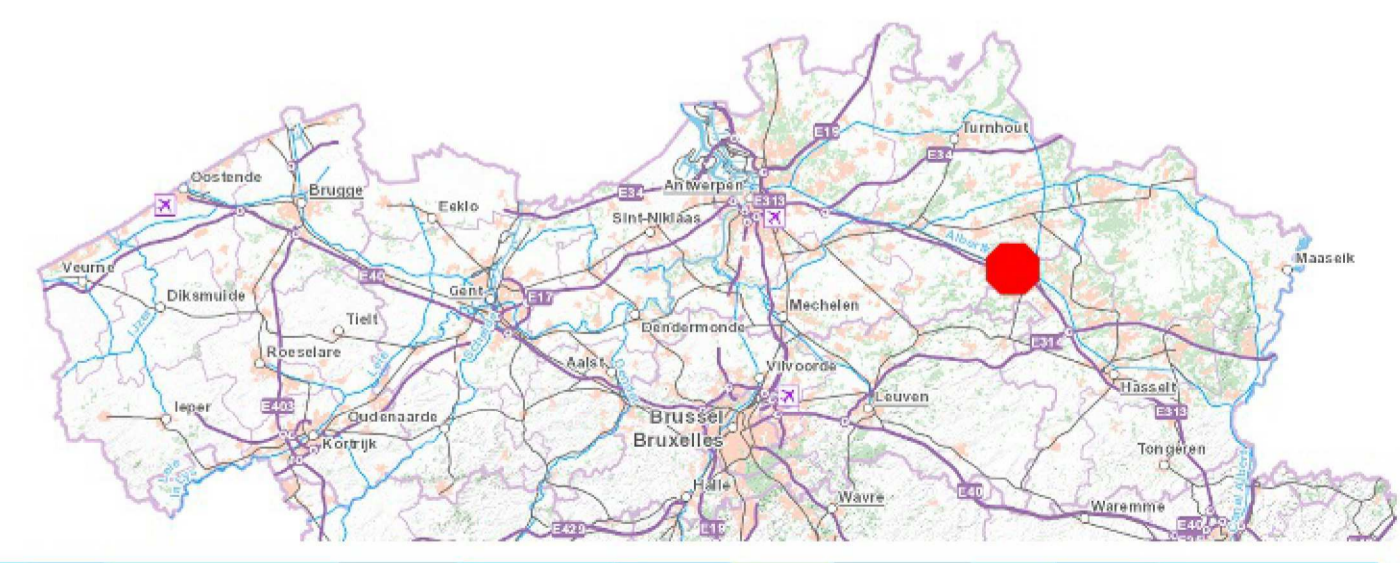 Turnhout
E19
E34
Oostende
Antwerpen
Brugge
E34
E313
Eeklo
Sint-Niklaas
Veurne
E40
Maaseik
Gent
E17
Diksmuide
IJzer
Mechelen
Tielt
Dendermonde
Roeselare
E314
Leie
Aalst
Vilvoorde
Hasselt
Leuven
Ieper
E403
Oudenaarde
Brussel
E313
Kortrijk
Bruxelles
Tongeren
Halle
E40
Wavre
Waremme
E429
E19
E40